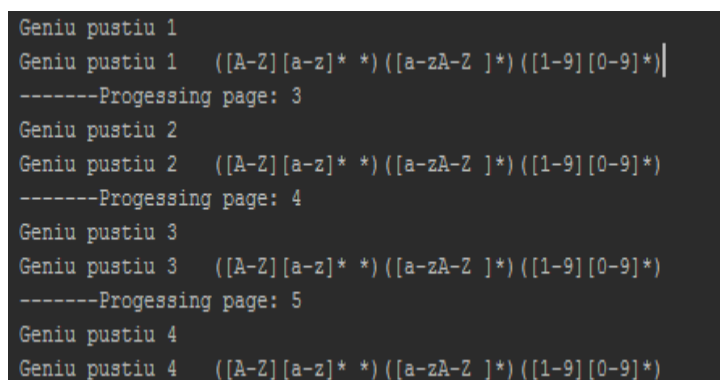 Geniu pustiu 1
Geniu pustiu 1   ([A-Z][a-z]* *)([a-zA-Z ]*)([1-9][0-9]*)
-------Progessing page: 3
Geniu pustiu 2
Geniu pustiu 2   ([A-Z][a-z]* *)([a-zA-Z ]*)([1-9][0-9]*)
-------Progessing page: 4
Geniu pustiu 3
Geniu pustiu 3   ([A-Z][a-z]* *)([a-zA-Z ]*)([1-9][0-9]*)
-------Progessing page: 5
Geniu pustiu 4
Geniu pustiu 4   ([A-Z][a-z]* *)([a-zA-Z ]*)([1-9][0-9]*)